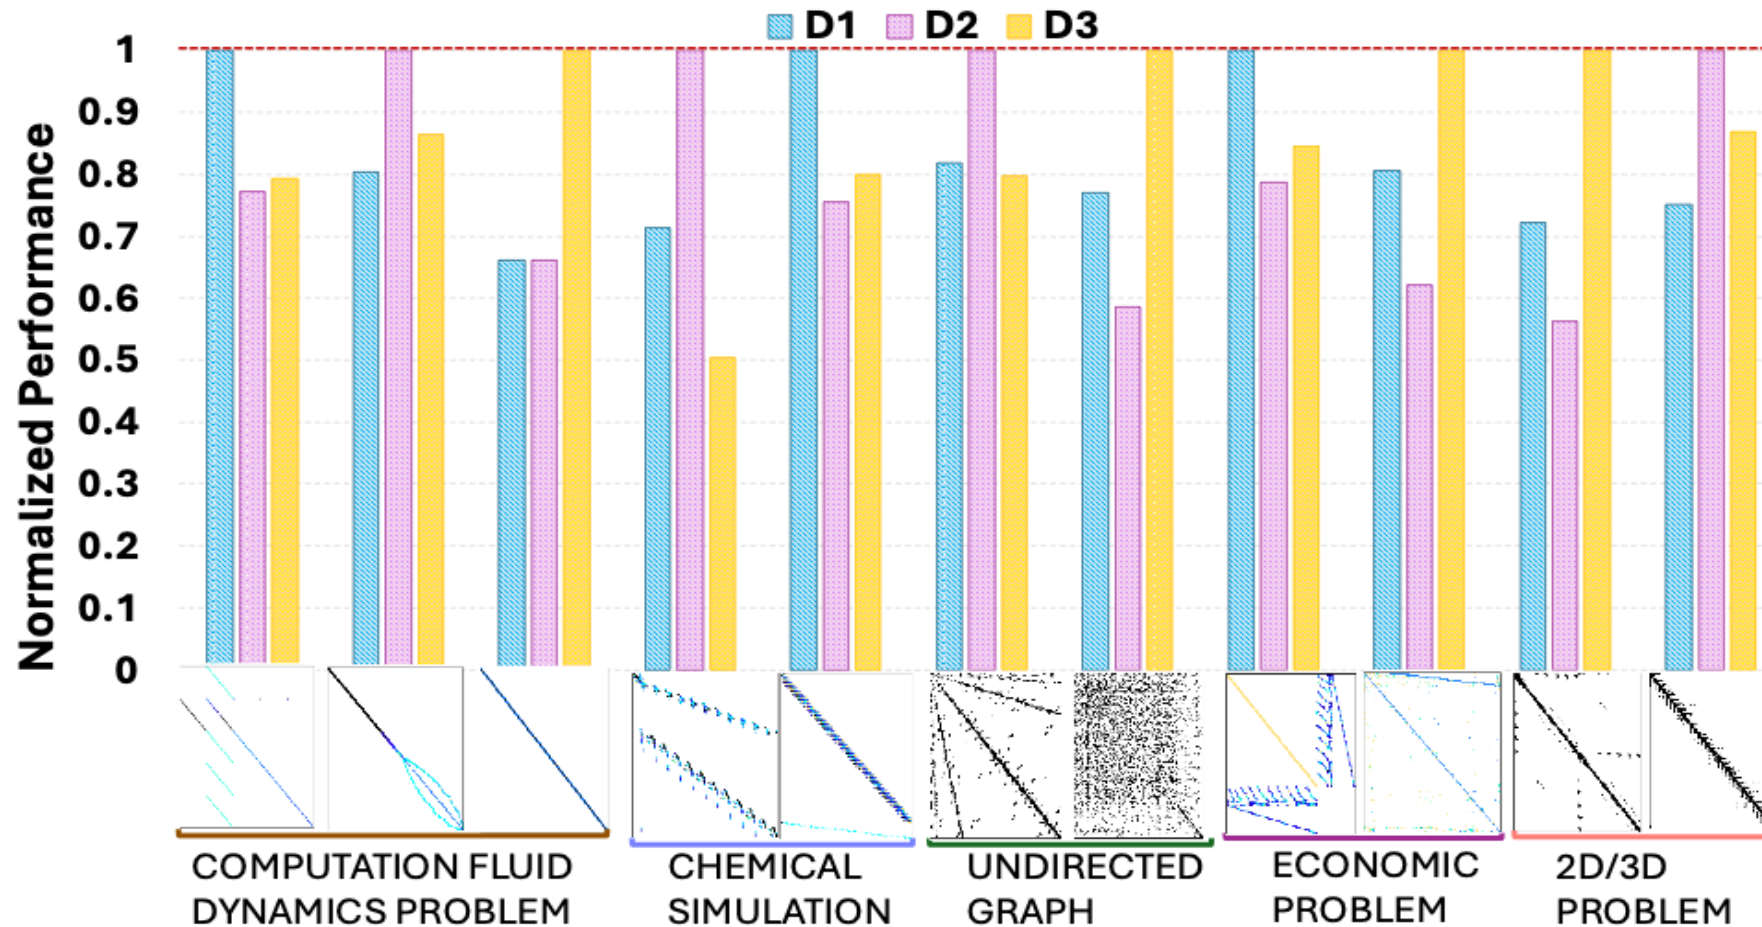 D1 D2 D3
Normalized Performance
1
0.9
0.8
0.7
0.6
0.5
0.4
0.3
0.2
0.1
0
COMPUTATION FLUID
DYNAMICS PROBLEM
CHEMICAL
SIMULATION
UNDIRECTED
GRAPH
ECONOMIC
PROBLEM
2D/3D
PROBLEM